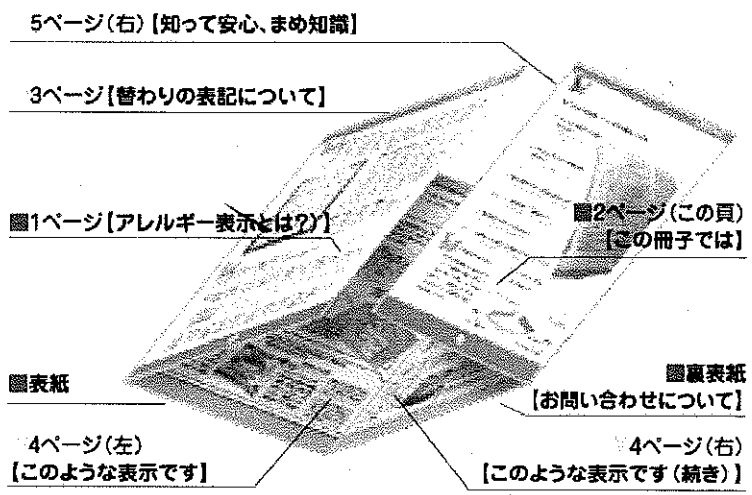 5ページ（右）【知って安心、まめ知識】
3ページ【替わりの表記について】
■1ページ【アレルギー表示とは?)】
■2ページ（この頁）
【この冊子では】
■表紙
■裏表紙
【お問い合わせについて】
4ページ（左）
【このような表示です】
4ページ（右）
【このような表示です（続き）】